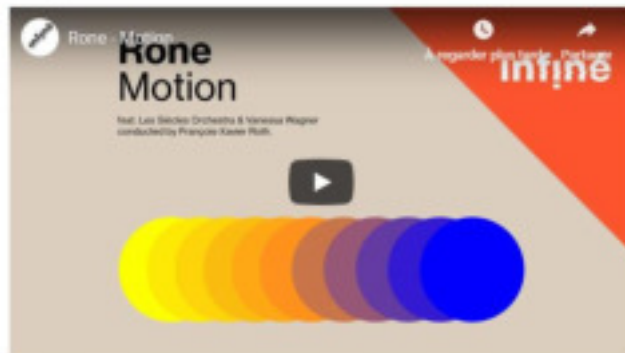 Rone - Motion
À regarder plus tard
Partager
Rone
Motion
infiné
feat. Les Siècles Orchestra & Vanessa Wagner
conducted by François Xavier Roth.